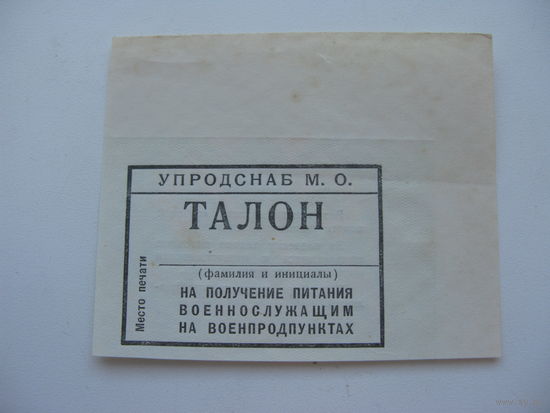 УПРОДСНАБ М. О.
ТАЛОН
(фамилия и инициалы)
НА ПОЛУЧЕНИЕ ПИТАНИЯ
ВОЕННОСЛУЖАЩИМ
НА ВОЕНПРОДПУНКТАХ
Место печати